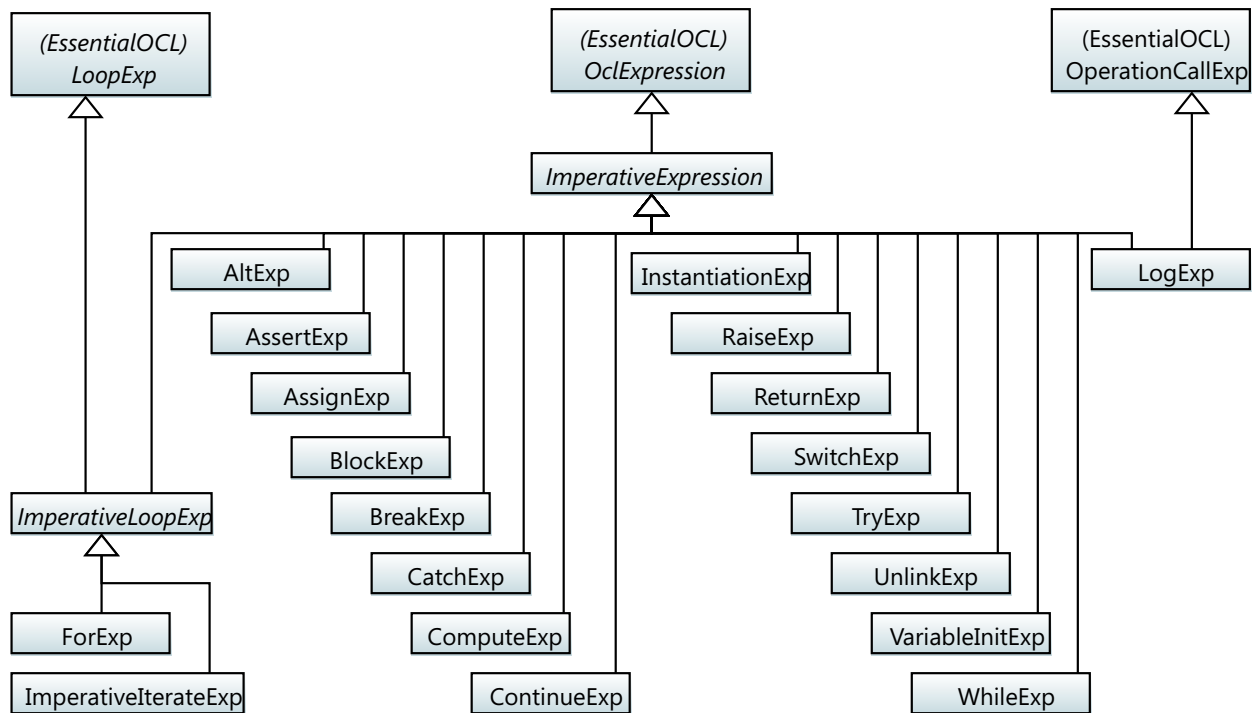 (EssentialOCL)
LoopExp
(EssentialOCL)
OclExpression
(EssentialOCL)
OperationCallExp
ImperativeExpression
AltExp
InstantiationExp
LogExp
AssertExp
RaiseExp
AssignExp
ReturnExp
BlockExp
SwitchExp
ImperativeLoopExp
BreakExp
TryExp
CatchExp
UnlinkExp
ForExp
ComputeExp
VariableInitExp
ImperativeIterateExp
ContinueExp
WhileExp